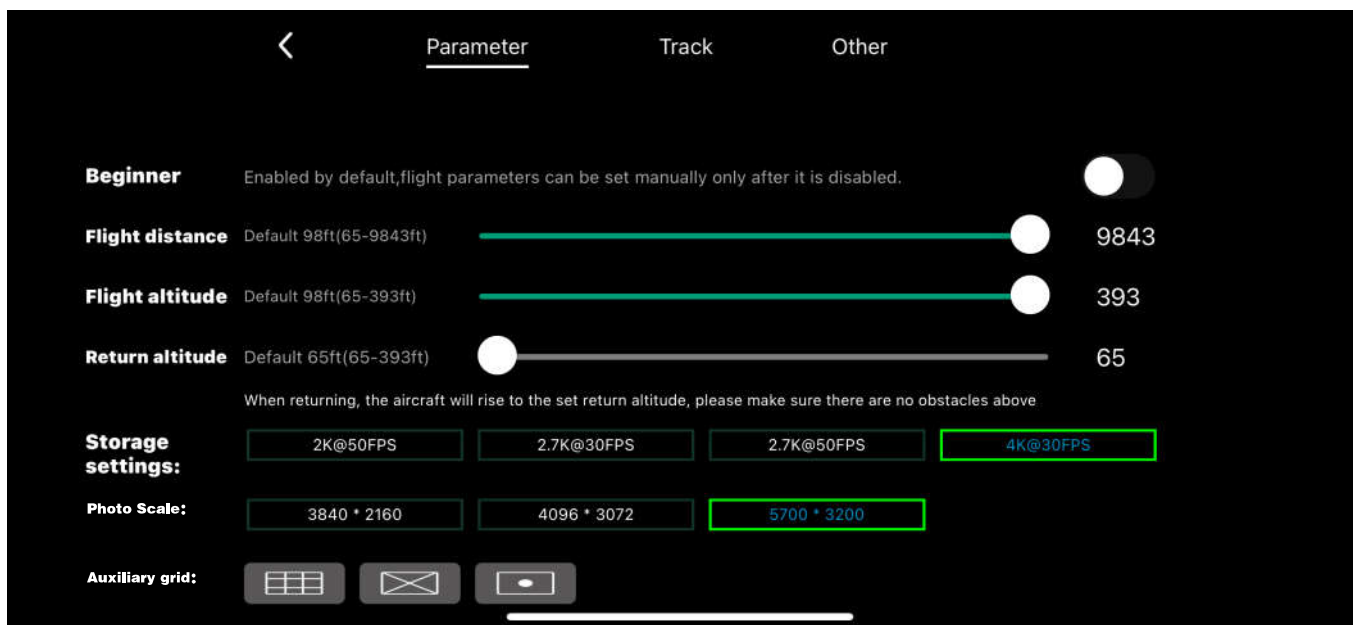 Parameter Track Other
Beginner Enabled by default,flight parameters can be set manually only after it is disabled.
Flight distance Default 98ft(65-9843ft) 9843
Flight altitude Default 98ft(65-393ft) 393
Return altitude Default 65ft(65-393ft) 65
When returning, the aircraft will rise to the set return altitude, please make sure there are no obstacles above
Storage settings: 2K@50FPS 2.7K@30FPS 2.7K@50FPS 4K@30FPS
Photo Scale: 3840 * 2160 4096 * 3072 5700 * 3200
Auxiliary grid: